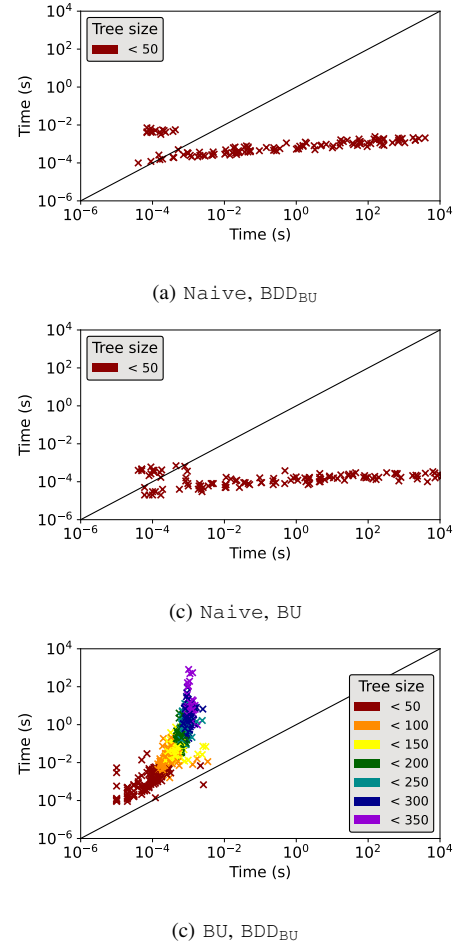 10^4
Tree size
< 50
10^2
10^0
Time (s)
10^-2
10^-4
10^-6
10^-6 10^-4 10^-2 10^0 10^2 10^4
Time (s)
(a) Naive, BDD_BU
10^4
Tree size
< 50
10^2
10^0
Time (s)
10^-2
10^-4
10^-6
10^-6 10^-4 10^-2 10^0 10^2 10^4
Time (s)
(c) Naive, BU
10^4
Tree size
< 50
10^2
< 100
< 150
10^0
Time (s)
< 200
10^-2
< 250
< 300
10^-4
< 350
10^-6
10^-6 10^-4 10^-2 10^0 10^2 10^4
Time (s)
(c) BU, BDD_BU